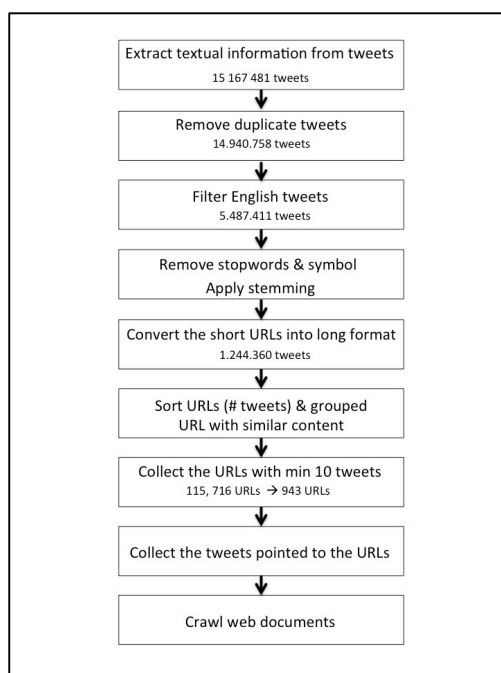 Extract textual information from tweets
15 167 481 tweets
Remove duplicate tweets
14.940.758 tweets
Filter English tweets
5.487.411 tweets
Remove stopwords & symbol
Apply stemming
Convert the short URLs into long format
1.244.360 tweets
Sort URLs (# tweets) & grouped
URL with similar content
Collect the URLs with min 10 tweets
115, 716 URLs → 943 URLs
Collect the tweets pointed to the URLs
Crawl web documents